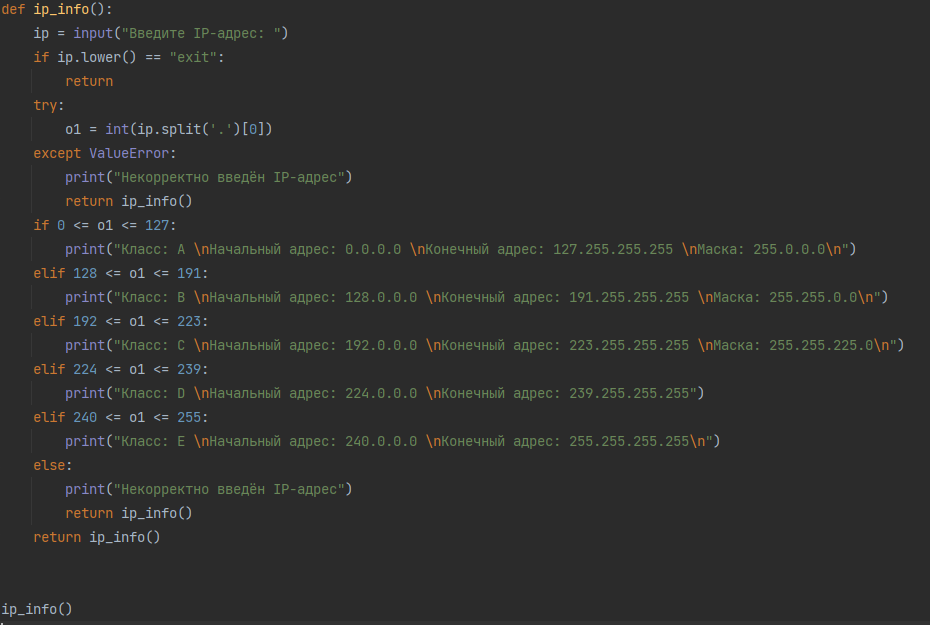 def ip_info():
    ip = input("Введите IP-адрес: ")
    if ip.lower() == "exit":
        return
    try:
        o1 = int(ip.split('.')[0])
    except ValueError:
        print("Некорректно введён IP-адрес")
        return ip_info()
    if 0 <= o1 <= 127:
        print("Класс: A \nНачальный адрес: 0.0.0.0 \nКонечный адрес: 127.255.255.255 \nМаска: 255.0.0.0\n")
    elif 128 <= o1 <= 191:
        print("Класс: B \nНачальный адрес: 128.0.0.0 \nКонечный адрес: 191.255.255.255 \nМаска: 255.255.0.0\n")
    elif 192 <= o1 <= 223:
        print("Класс: C \nНачальный адрес: 192.0.0.0 \nКонечный адрес: 223.255.255.255 \nМаска: 255.255.225.0\n")
    elif 224 <= o1 <= 239:
        print("Класс: D \nНачальный адрес: 224.0.0.0 \nКонечный адрес: 239.255.255.255")
    elif 240 <= o1 <= 255:
        print("Класс: E \nНачальный адрес: 240.0.0.0 \nКонечный адрес: 255.255.255.255\n")
    else:
        print("Некорректно введён IP-адрес")
        return ip_info()
    return ip_info()
ip_info()